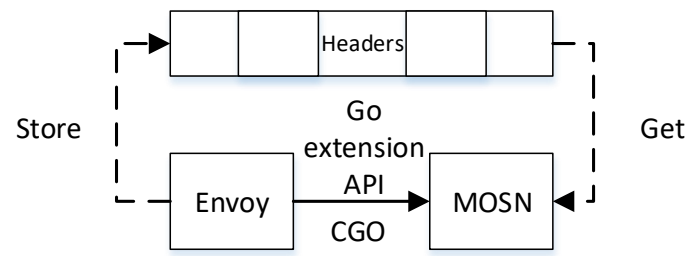 Headers
Store
Go
extension
API
Get
Envoy
MOSN
CGO